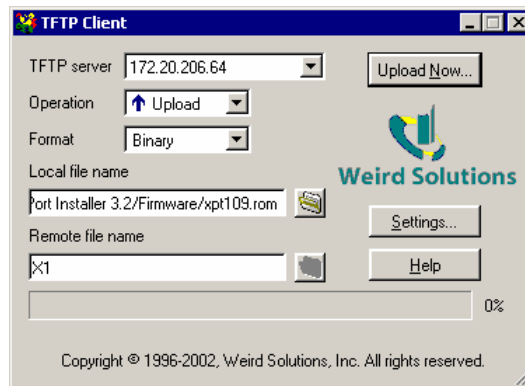 TFTP Client
TFTP server 172.20.206.64
Upload Now...
Operation Upload
Format Binary
Weird Solutions
Local file name
Port Installer 3.2/Firmware/xpt109.rom
Settings...
Remote file name
X1
Help
0%
Copyright © 1996-2002, Weird Solutions, Inc. All rights reserved.